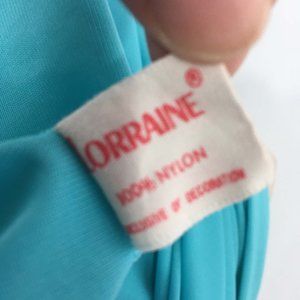 LORRAINE®
100% NYLON
EXCLUSIVE OF DECORATION